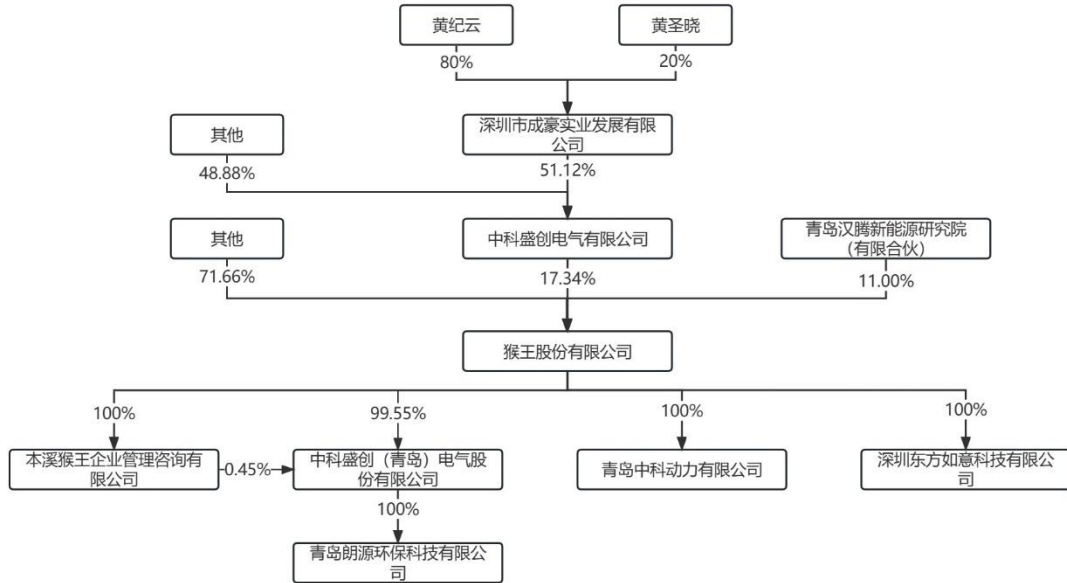 黄纪云
黄圣晓
80%
20%
其他
深圳市成豪实业发展有限
公司
48.88%
51.12%
其他
中科盛创电气有限公司
青岛汉腾新能源研究院
（有限合伙）
71.66%
17.34%
11.00%
猴王股份有限公司
100%
99.55%
100%
100%
本溪猴王企业管理咨询有
限公司
0.45%
中科盛创（青岛）电气股
份有限公司
青岛中科动力有限公司
深圳东方如意科技有限公
司
100%
青岛朗源环保科技有限公
司